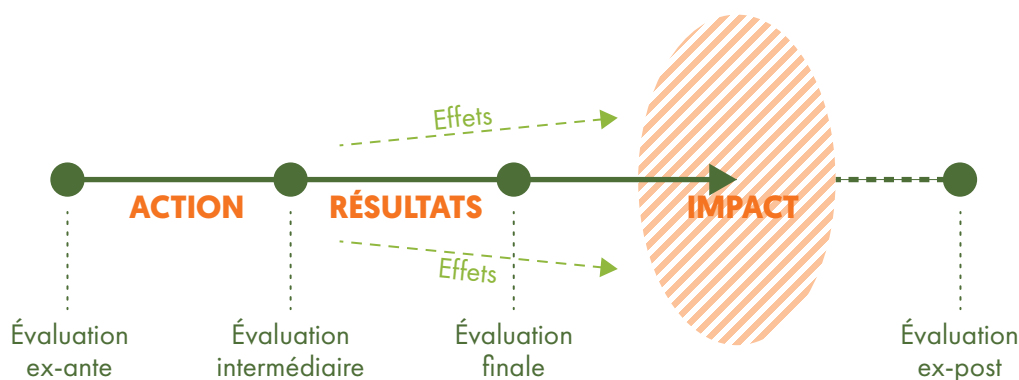 Effets
ACTION
RÉSULTATS
IMPACT
Effets
Évaluation
ex-ante
Évaluation
intermédiaire
Évaluation
finale
Évaluation
ex-post